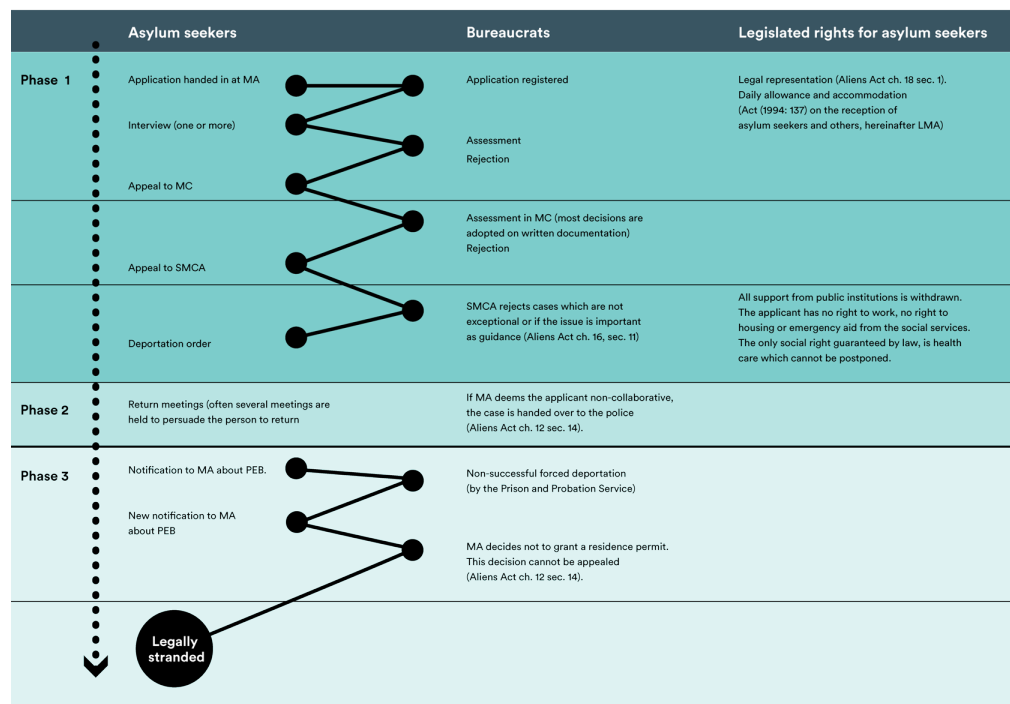 Asylum seekers
Bureaucrats
Legislated rights for asylum seekers
Phase 1
Application handed in at MA
Application registered
Legal representation (Aliens Act ch. 18 sec. 1).
Daily allowance and accommodation
(Act (1994: 137) on the reception of
asylum seekers and others, hereinafter LMA)
Interview (one or more)
Assessment
Rejection
Appeal to MC
Assessment in MC (most decisions are
adopted on written documentation)
Rejection
Appeal to SMCA
SMCA rejects cases which are not
exceptional or if the issue is important
as guidance (Aliens Act ch. 16, sec. 11)
All support from public institutions is withdrawn.
The applicant has no right to work, no right to
housing or emergency aid from the social services.
The only social right guaranteed by law, is health
care which cannot be postponed.
Deportation order
Phase 2
Return meetings (often several meetings are
held to persuade the person to return
If MA deems the applicant non-collaborative,
the case is handed over to the police
(Aliens Act ch. 12 sec. 14).
Phase 3
Notification to MA about PEB.
Non-successful forced deportation
(by the Prison and Probation Service)
New notification to MA
about PEB
MA decides not to grant a residence permit.
This decision cannot be appealed
(Aliens Act ch. 12 sec. 14).
Legally
stranded